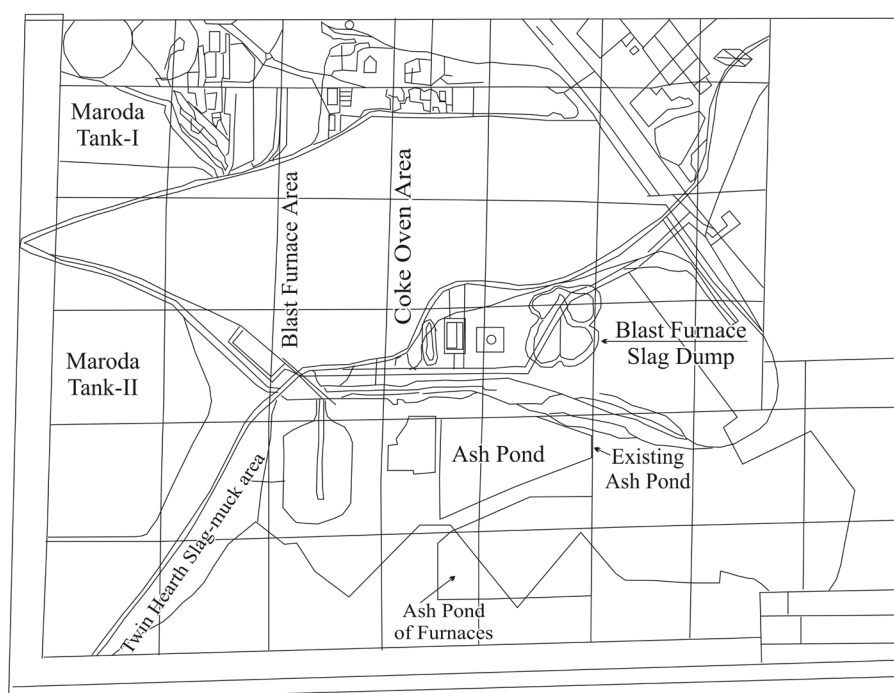 Maroda
Tank-I
Blast Furnace Area
Coke Oven Area
Blast Furnace
Slag Dump
Maroda
Tank-II
Ash Pond
Existing
Ash Pond
Twin Hearth Slag-muck area
Ash Pond
of Furnaces